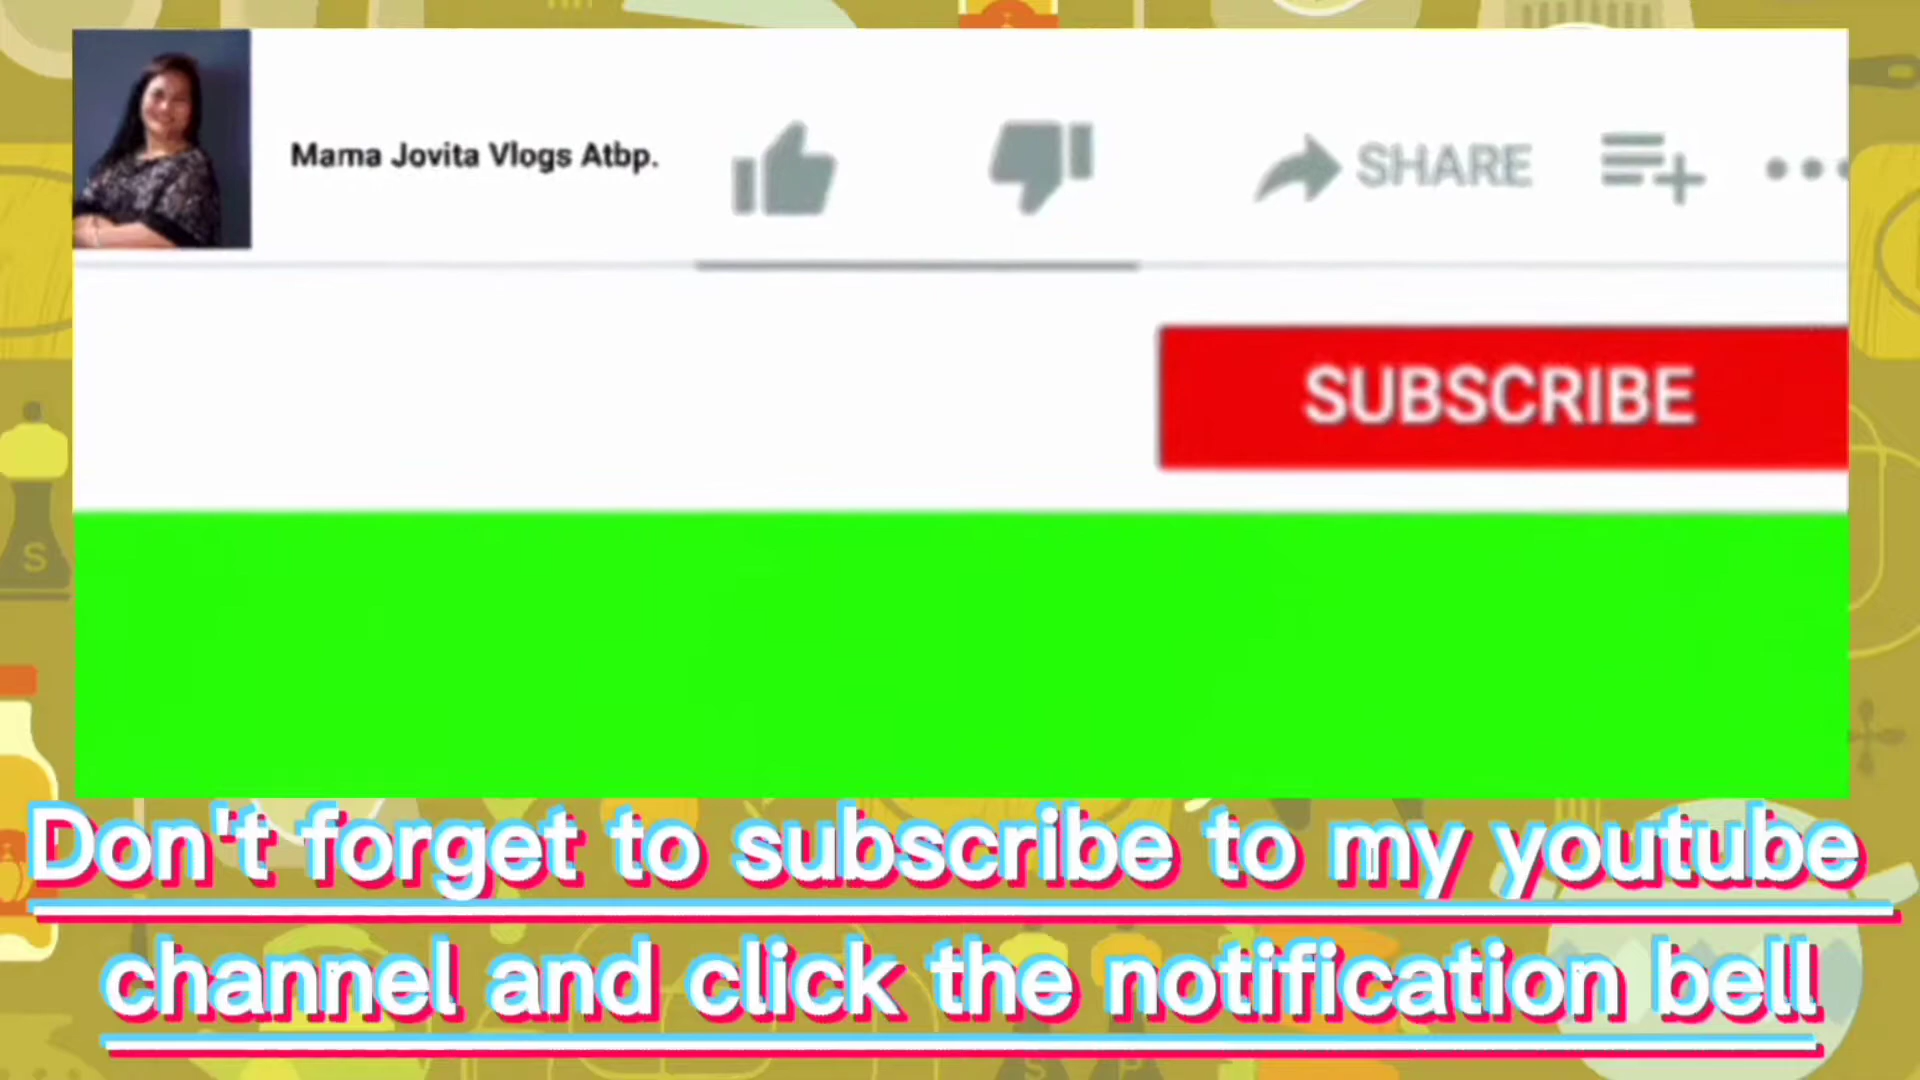 Mama Jovita Vlogs Atbp.
SHARE
SUBSCRIBE
S
Don't forget to subscribe to my youtube
channel and click the notification bell
S P